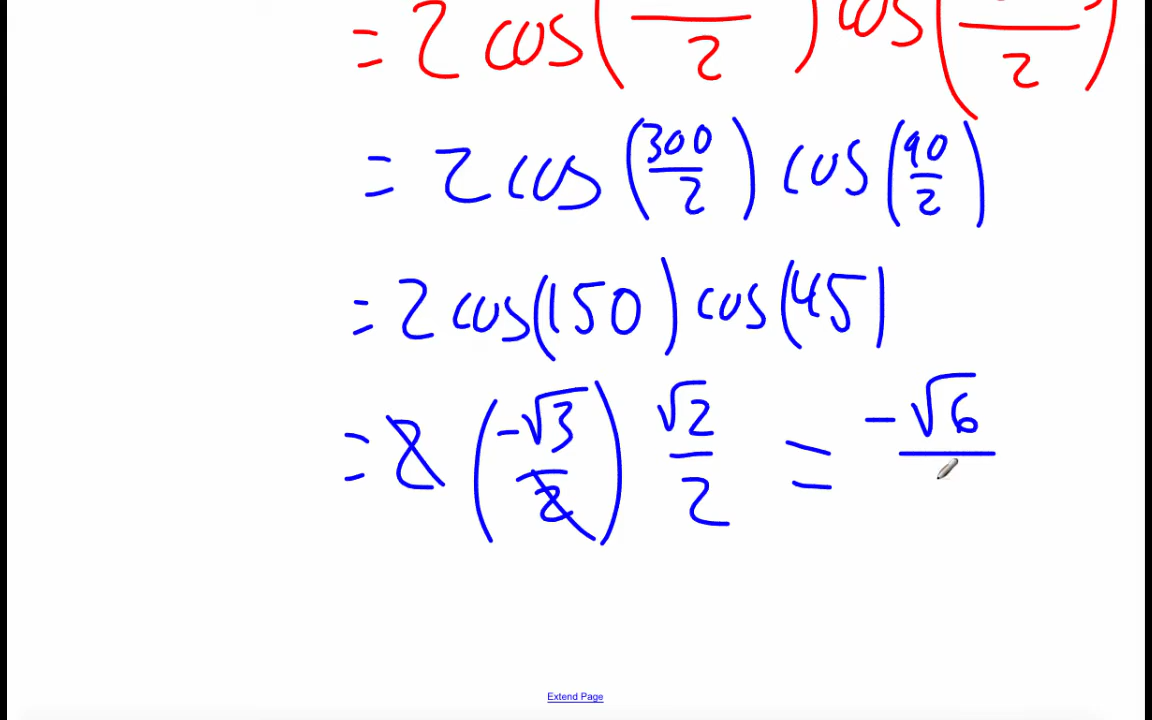 = 2 cos( /2 ) cos( /2 )
= 2 cos (300/2) cos (90/2)
= 2 cos(150) cos(45)
= 2 (-√3/2) √2/2 = -√6/
Extend Page